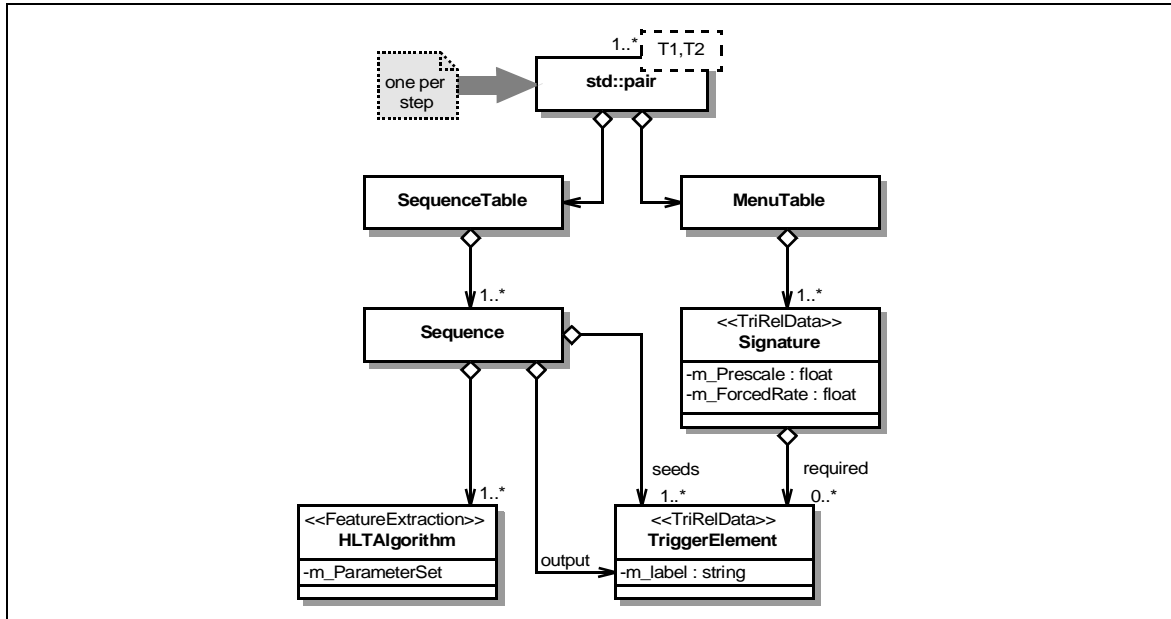 1..*
T1,T2
one per
step
std::pair
SequenceTable
MenuTable
1..*
1..*
Sequence
<<TriRelData>>
Signature
-m_Prescale : float
-m_ForcedRate : float
seeds
required
1..*
1..*
0..*
<<FeatureExtraction>>
HLTAlgorithm
-m_ParameterSet
output
<<TriRelData>>
TriggerElement
-m_label : string